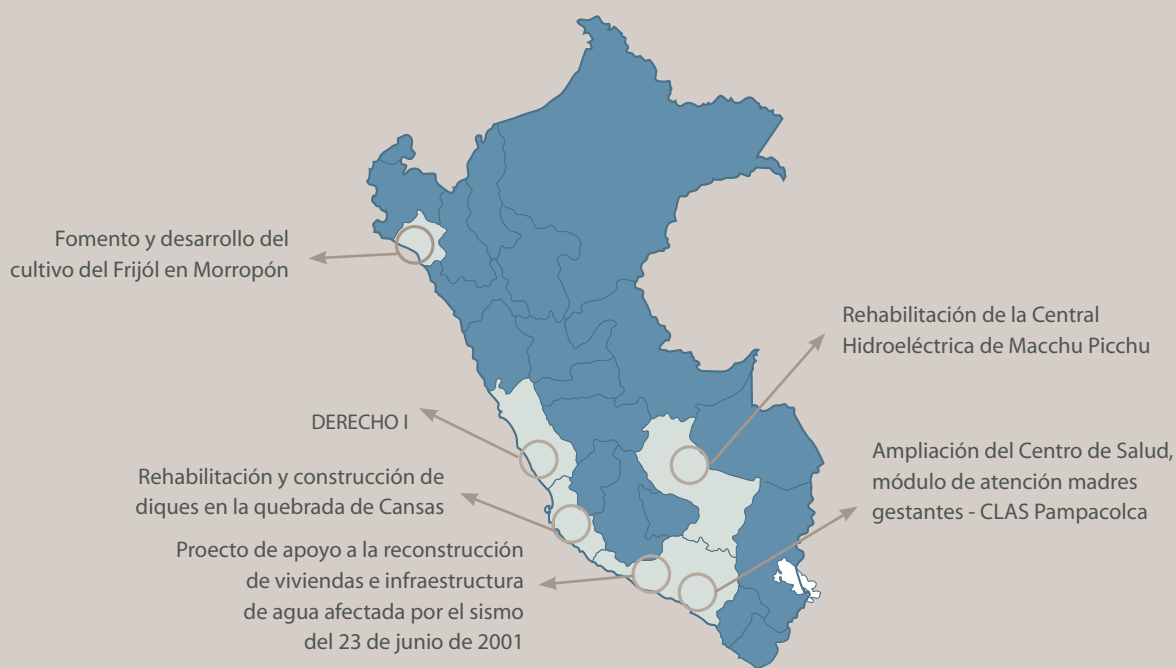 Fomento y desarrollo del
cultivo del Frijól en Morropón
DERECHO I
Rehabilitación y construcción de
diques en la quebrada de Cansas
Proecto de apoyo a la reconstrucción
de viviendas e infraestructura
de agua afectada por el sismo
del 23 de junio de 2001
Rehabilitación de la Central
Hidroeléctrica de Macchu Picchu
Ampliación del Centro de Salud,
módulo de atención madres
gestantes - CLAS Pampacolca